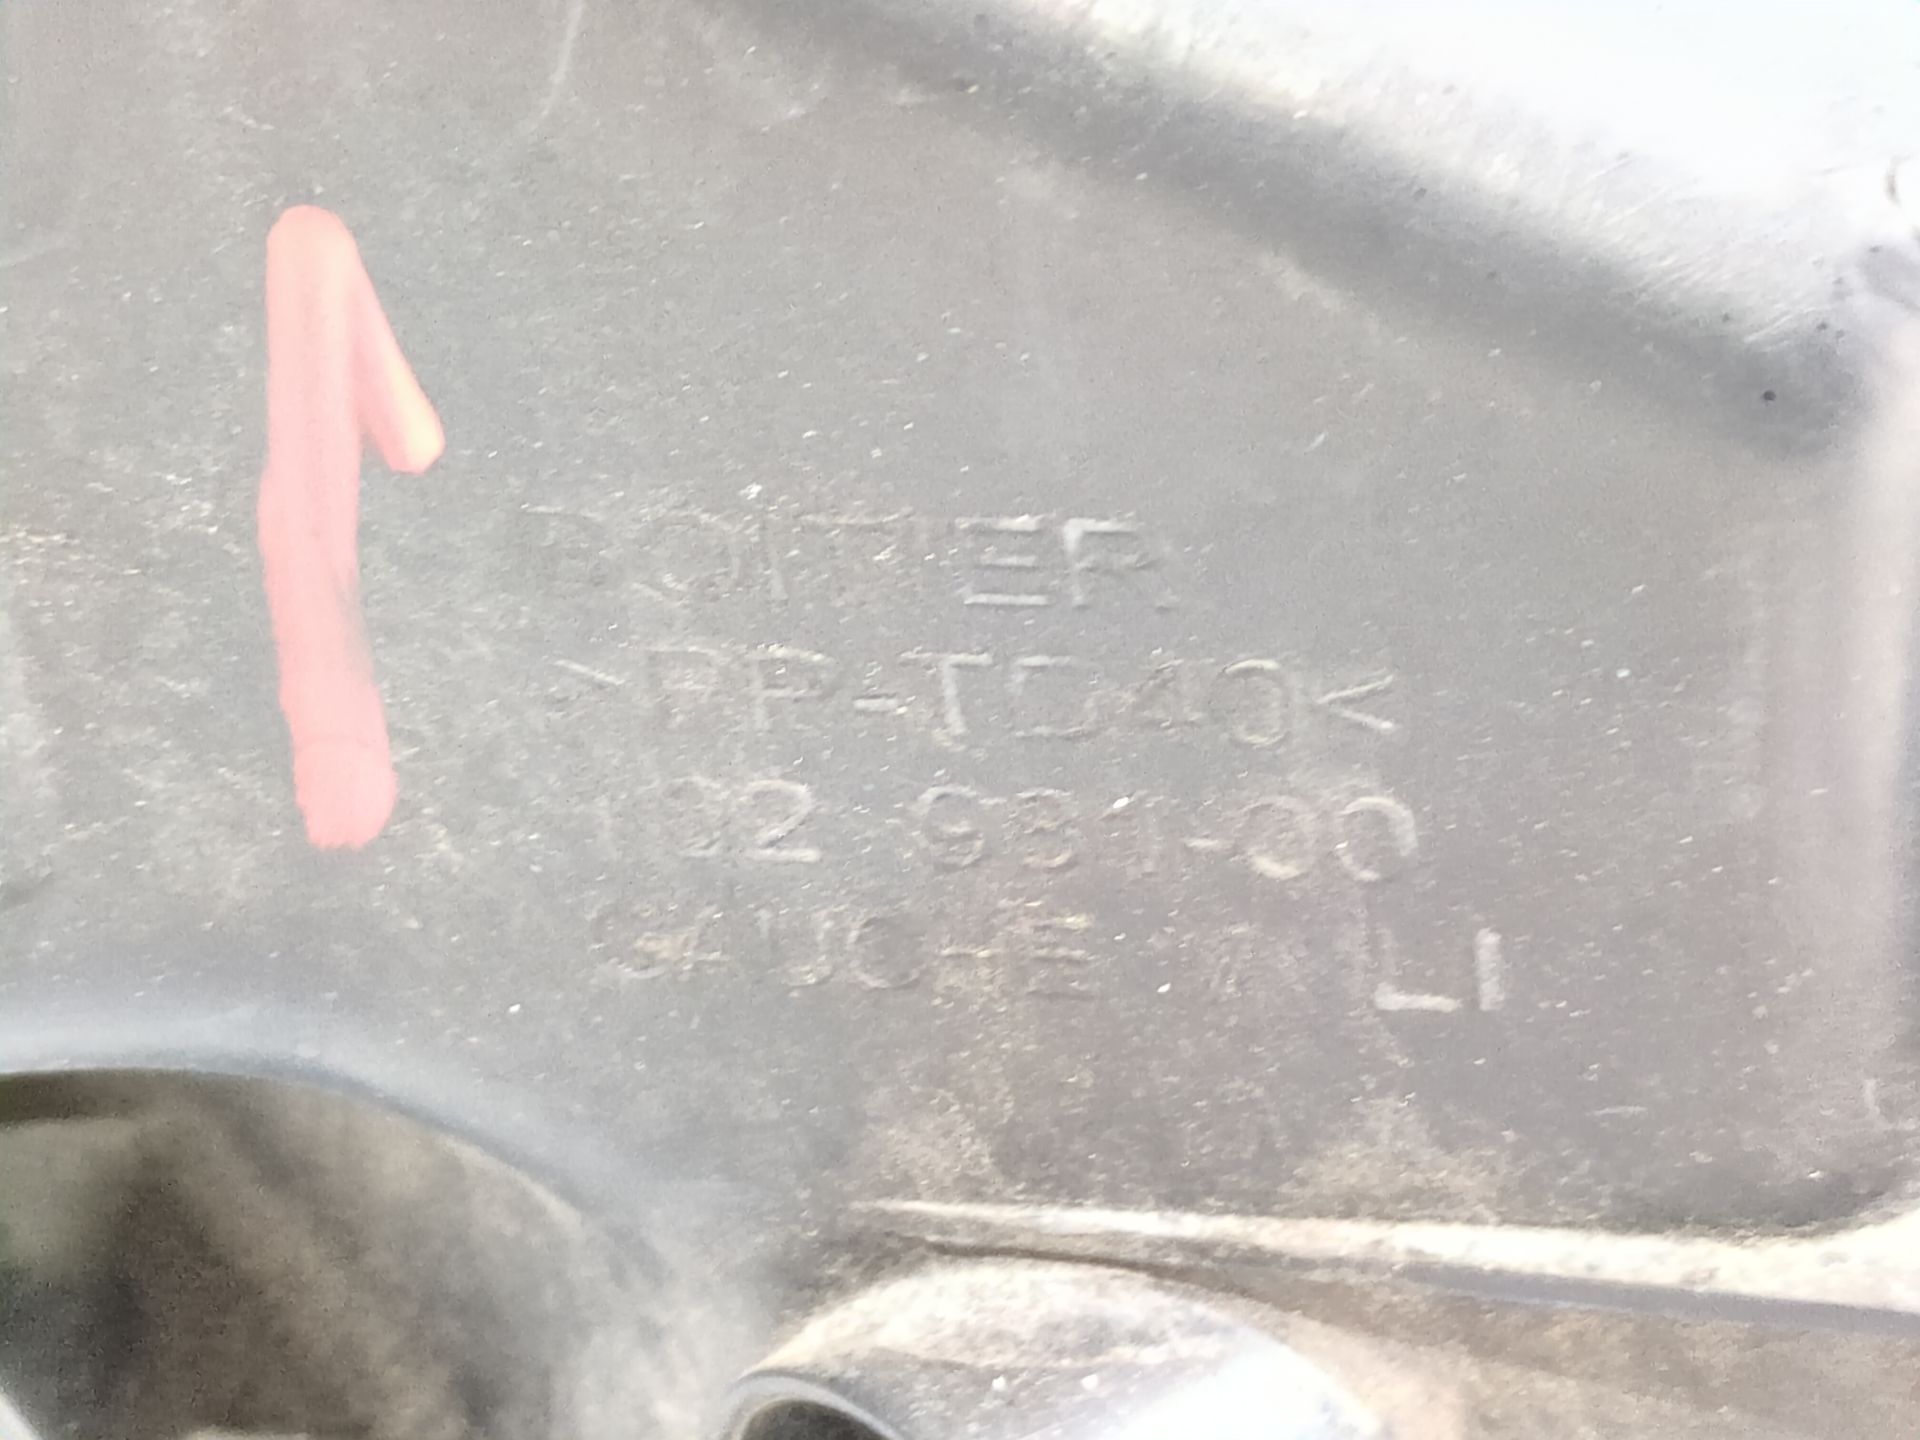 BOITIER
>PP-TD40<
102 931-00
GAUCHE / LI